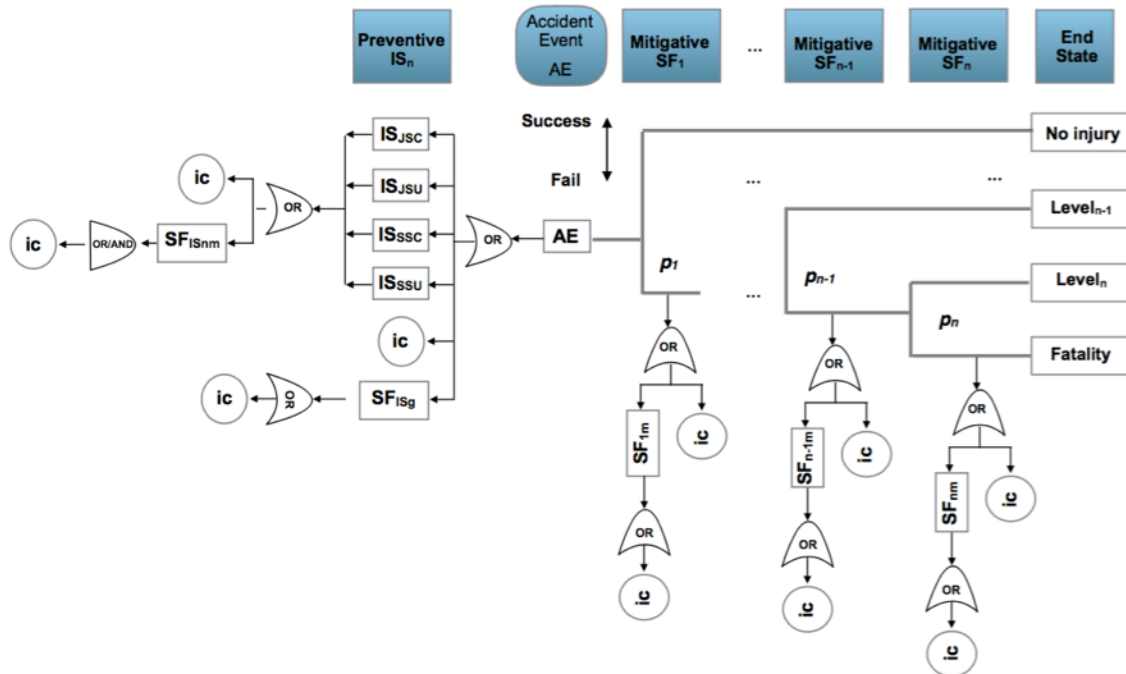 Preventive
ISn
Accident
Event
AE
Mitigative
SF1
...
Mitigative
SFn-1
Mitigative
SFn
End
State
Success
Fail
No injury
...
...
Leveln-1
Leveln
Fatality
ISJSC
ISJSU
ISSSC
ISSSU
ic
OR
ic
OR/AND
SFISnm
OR
AE
ic
ic
OR
SFISg
p1
...
pn-1
pn
OR
SF1m
ic
OR
ic
OR
SFn-1m
ic
OR
ic
OR
SFnm
ic
OR
ic